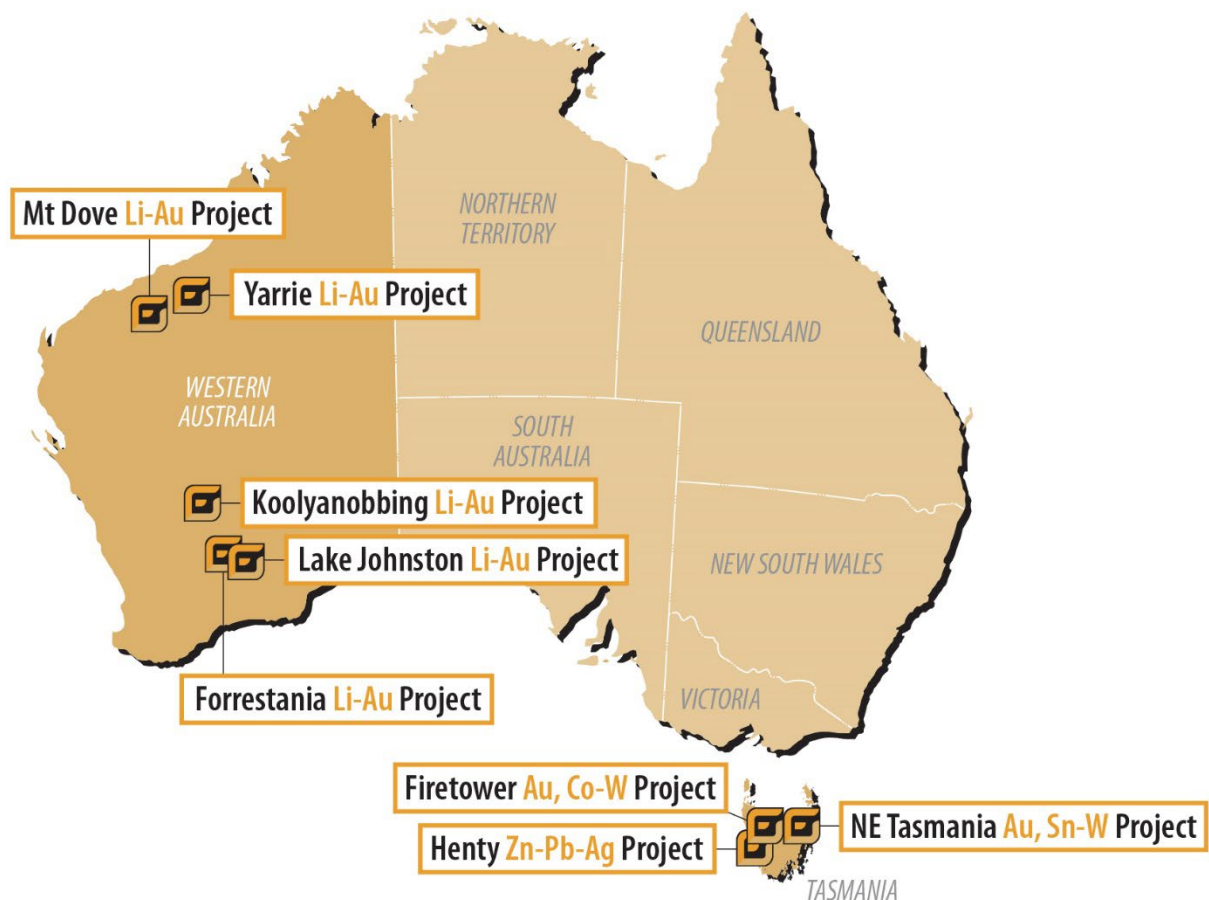 NORTHERN
TERRITORY
Mt Dove Li-Au Project
Yarrie Li-Au Project
QUEENSLAND
WESTERN
AUSTRALIA
SOUTH
AUSTRALIA
Koolyanobbing Li-Au Project
Lake Johnston Li-Au Project
NEW SOUTH WALES
Forrestania Li-Au Project
VICTORIA
Firetower Au, Co-W Project
NE Tasmania Au, Sn-W Project
Henty Zn-Pb-Ag Project
TASMANIA